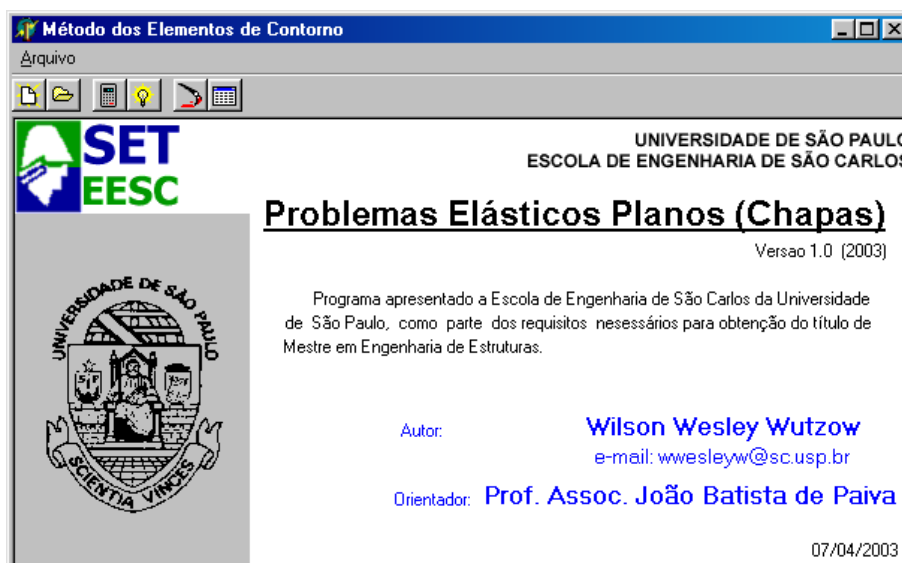 Método dos Elementos de Contorno
Arquivo
SET
EESC
UNIVERSIDADE DE SÃO PAULO
ESCOLA DE ENGENHARIA DE SÃO CARLOS
Problemas Elásticos Planos (Chapas)
Versao 1.0 (2003)
Programa apresentado a Escola de Engenharia de São Carlos da Universidade
de São Paulo, como parte dos requisitos nesessários para obtenção do título de
Mestre em Engenharia de Estruturas.
UNIVERSIDADE DE SÃO PAULO
SCIENTIA VINCES
Autor: Wilson Wesley Wutzow
e-mail: wwesleyw@sc.usp.br
Orientador: Prof. Assoc. João Batista de Paiva
07/04/2003